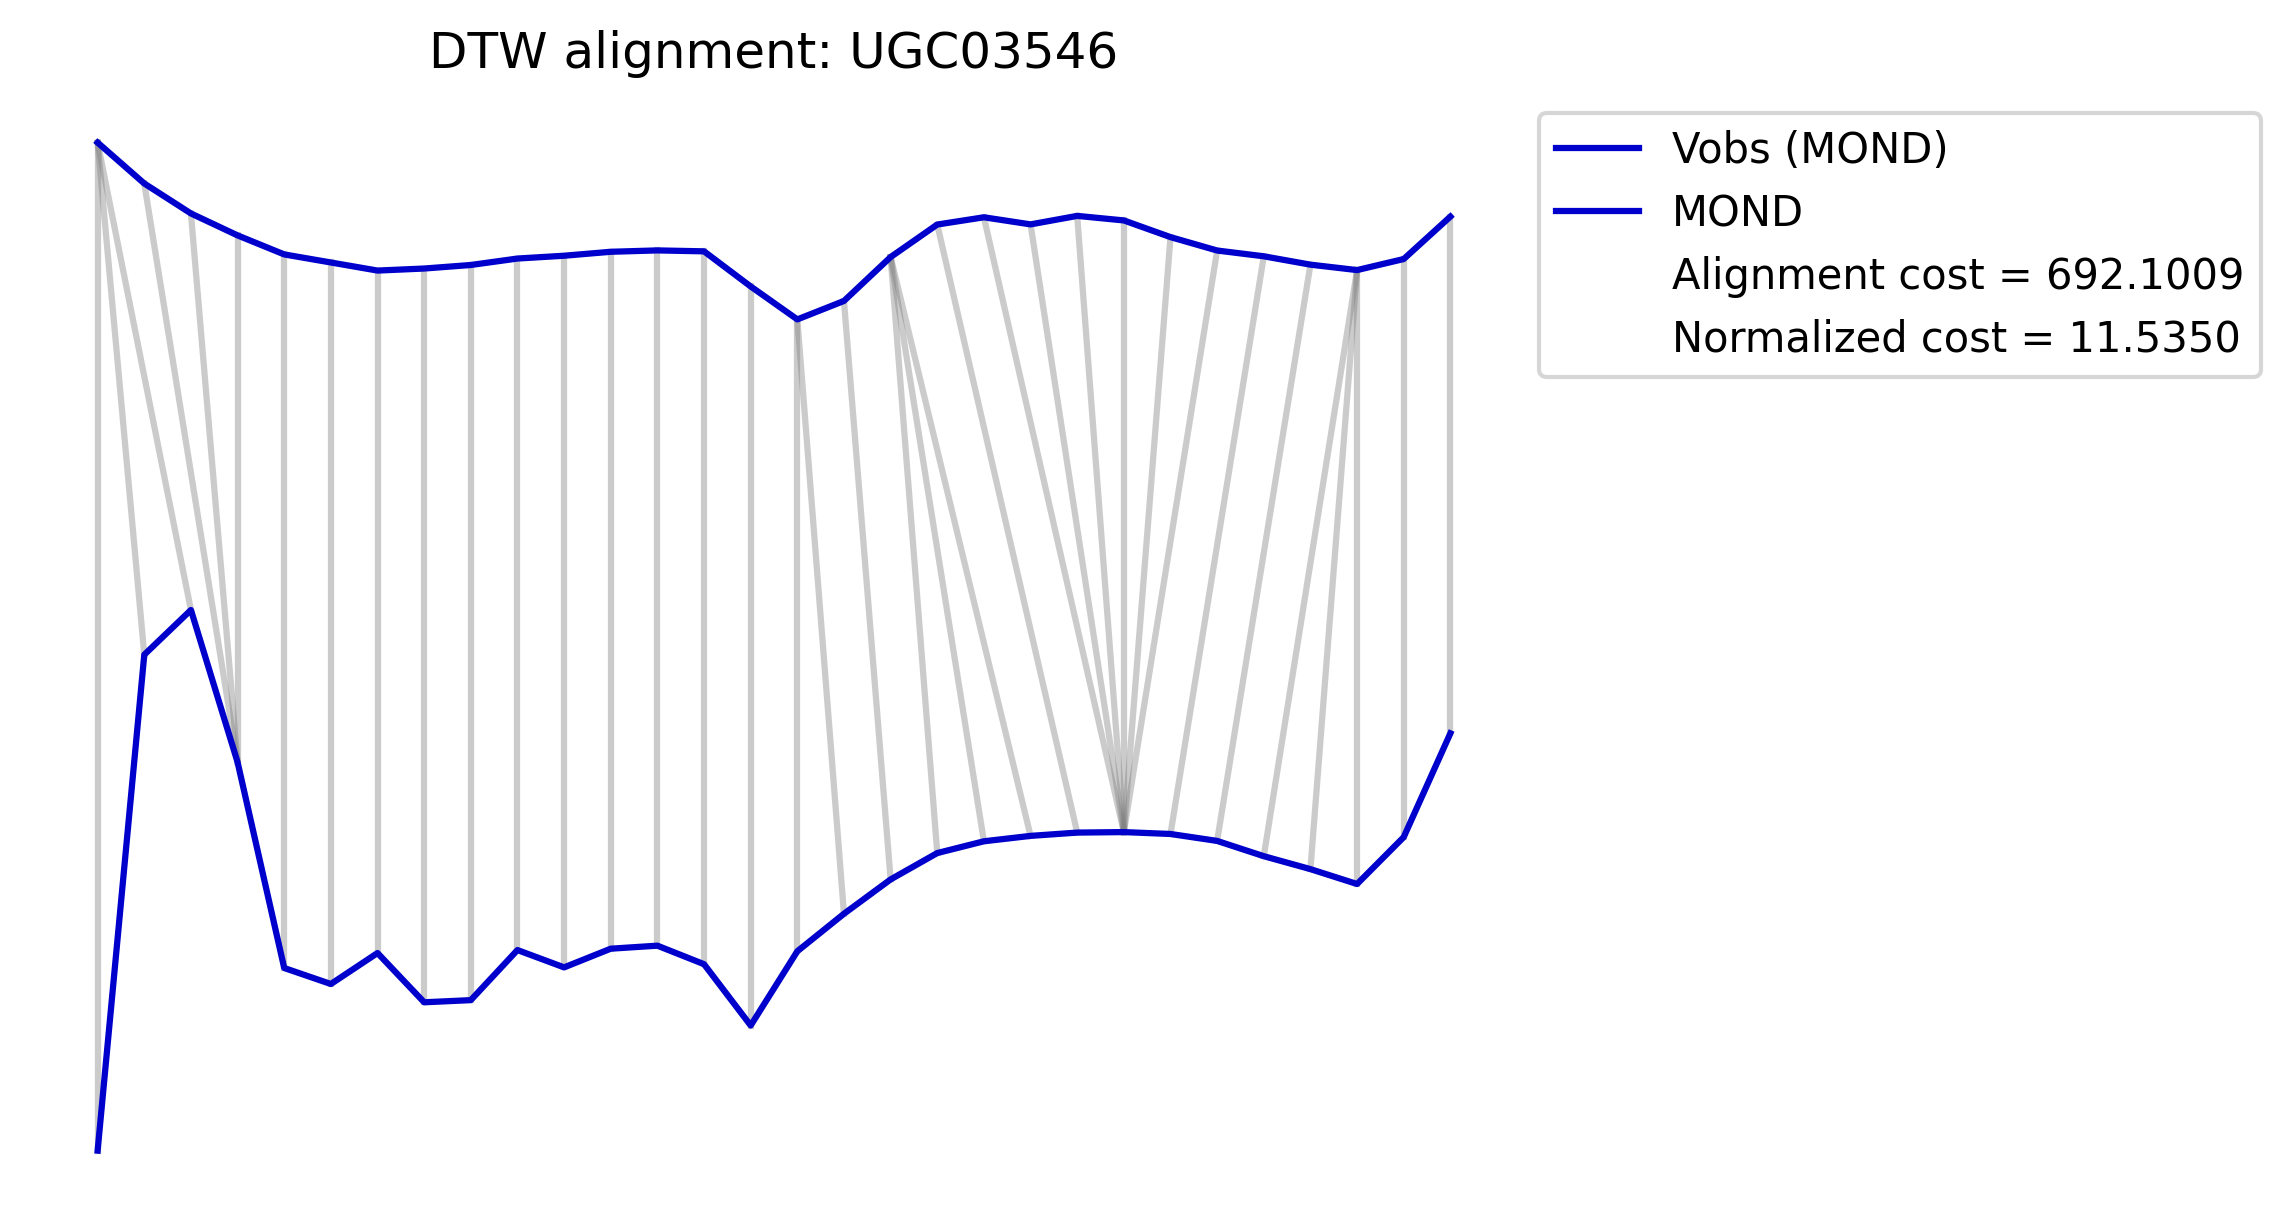 DTW alignment: UGC03546
Vobs (MOND)
MOND
Alignment cost = 692.1009
Normalized cost = 11.5350